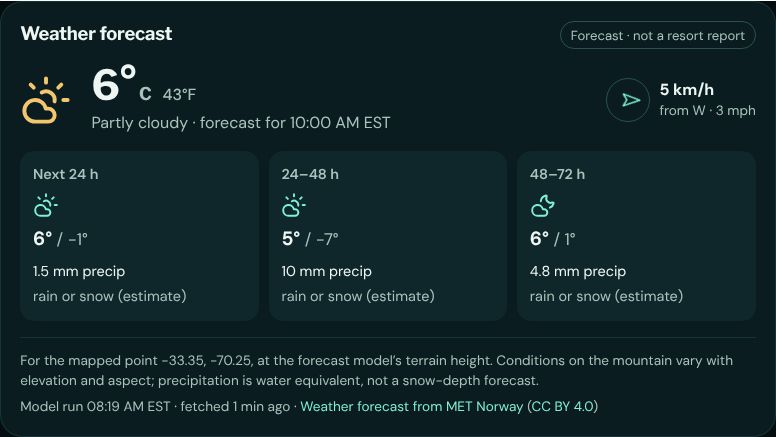 Weather forecast
Forecast · not a resort report
6° C 43°F
Partly cloudy · forecast for 10:00 AM EST
5 km/h
from W · 3 mph
Next 24 h
6° / -1°
1.5 mm precip
rain or snow (estimate)
24–48 h
5° / -7°
10 mm precip
rain or snow (estimate)
48–72 h
6° / 1°
4.8 mm precip
rain or snow (estimate)
For the mapped point -33.35, -70.25, at the forecast model's terrain height. Conditions on the mountain vary with
elevation and aspect; precipitation is water equivalent, not a snow-depth forecast.
Model run 08:19 AM EST · fetched 1 min ago · Weather forecast from MET Norway (CC BY 4.0)